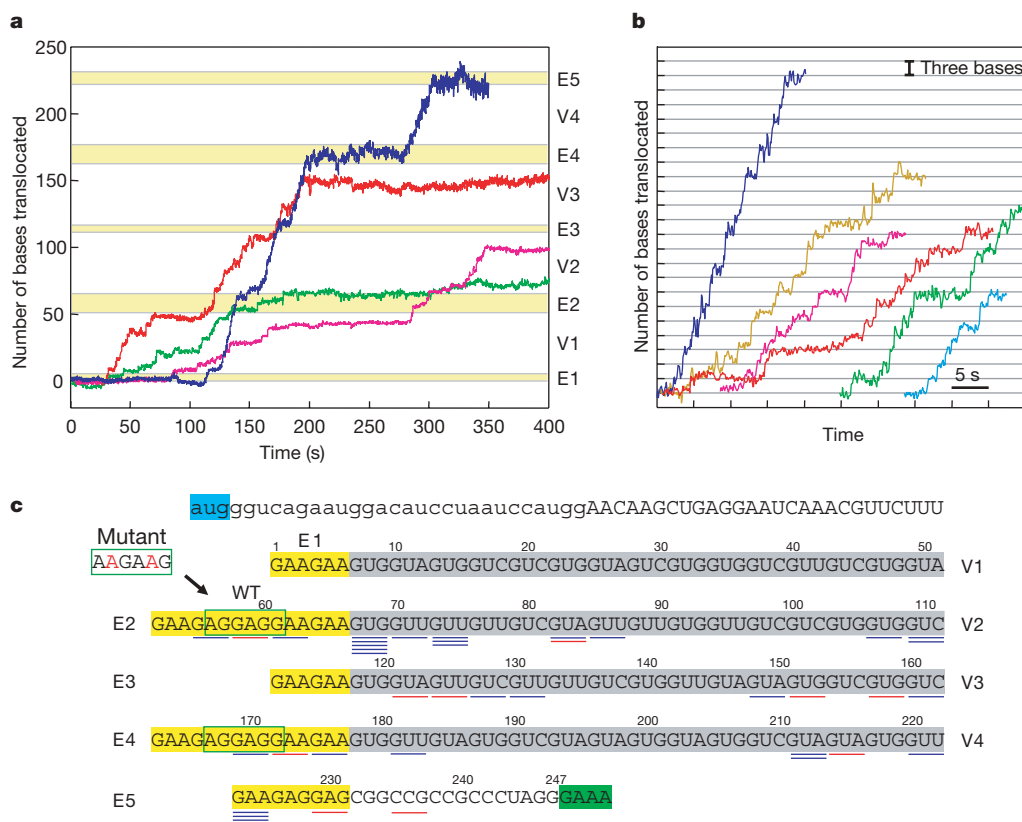 a
Number of bases translocated
250
200
150
100
50
0
E5
V4
E4
V3
E3
V2
E2
V1
E1
0 50 100 150 200 250 300 350 400
Time (s)
b
Number of bases translocated
Three bases
5 s
Time
c
augggucagaauggacauccuaauccauggAACAAGCUGAGGAAUCAAACGUUCUUU
Mutant
AAGAAG
1 E1 10 20 30 40 50
GAAGAAGUGGUAGUGGUCGUCGUGGUAGUCGUGGUGGUCGUUGUCGUGGUA V1
WT 60 70 80 90 100 110
E2 GAAGAGGAGGAAGAAGUGGUUGUUGUUGUCGUAGUUGUUGUGGUUGUCGUCGUGGUGGUC V2
120 130 140 150 160
E3 GAAGAAGUGGUAGUUGUCGUUGUUGUCGUGGUUGUAGUAGUGGUCGUGGUC V3
170 180 190 200 210 220
E4 GAAGAGGAGGAAGAAGUGGUUGUAGUGGUCGUAGUAGUGGUAGUGGUCGUAGUAGUGGUU V4
230 240 247
E5 GAAGAGGAGCGGCCGCCGCCCUAGGGAAA